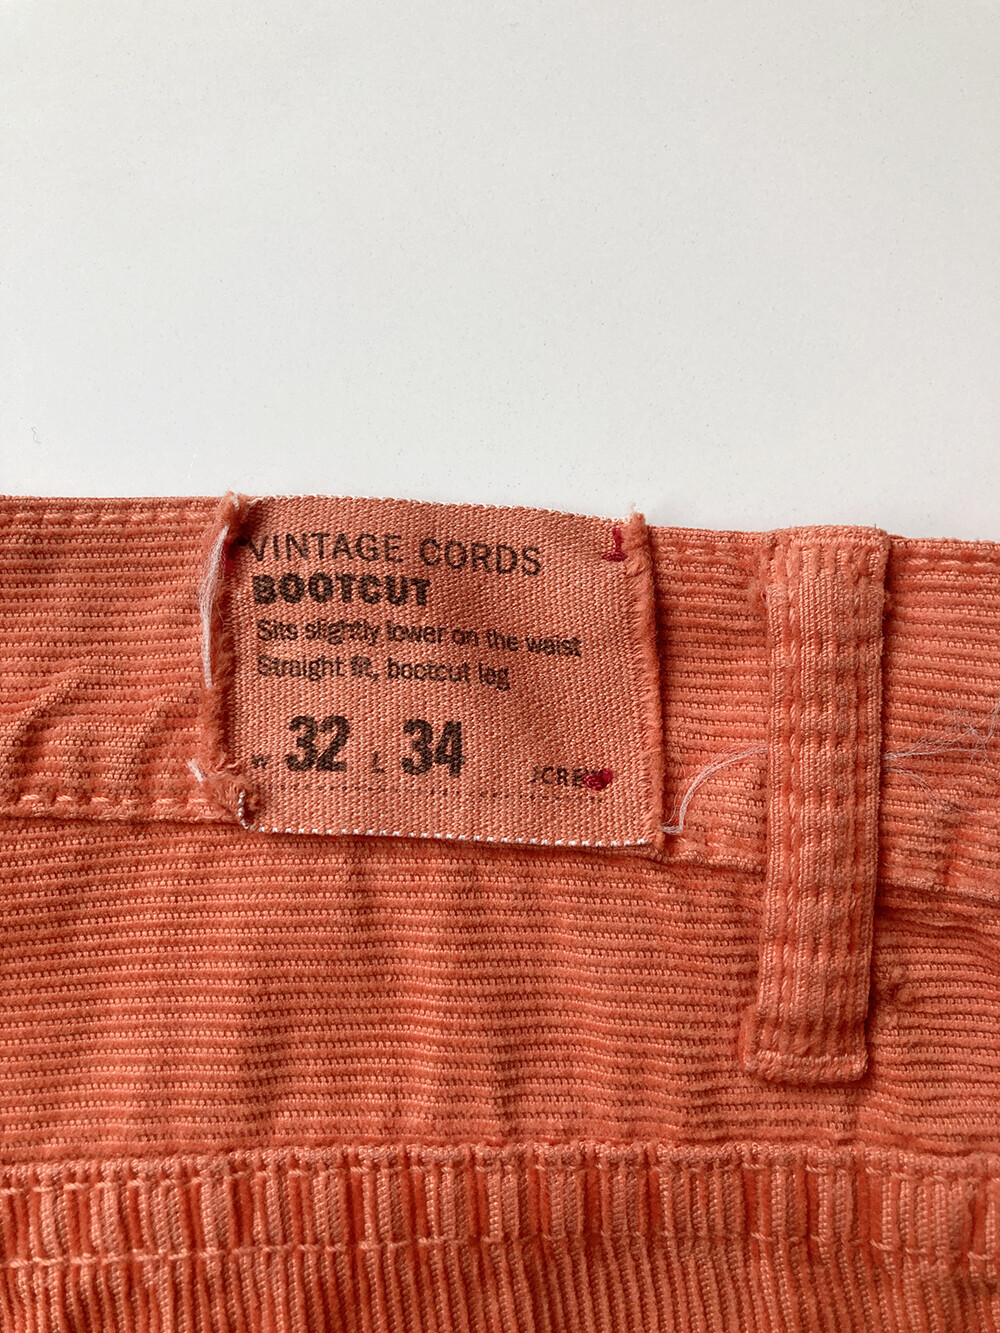 VINTAGE CORDS
BOOTCUT
Sits slightly lower on the waist
Straight fit, bootcut leg
W 32 L 34